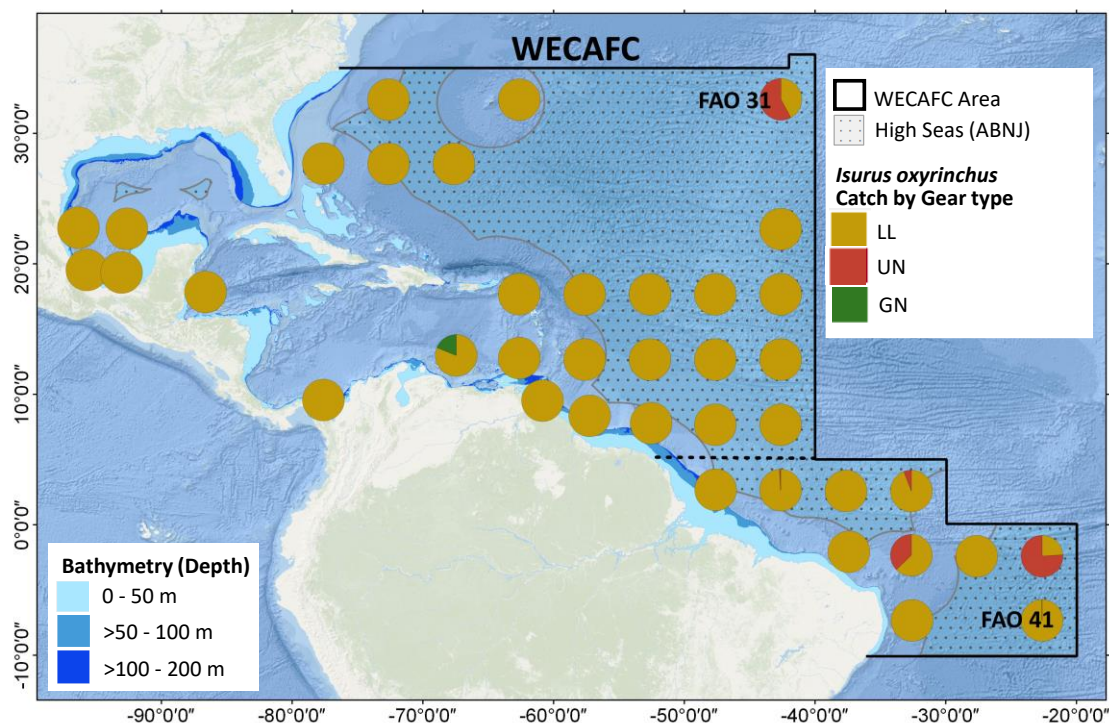 WECAFC
FAO 31
WECAFC Area
High Seas (ABNJ)
Isurus oxyrinchus
Catch by Gear type
LL
UN
GN
FAO 41
Bathymetry (Depth)
0 - 50 m
>50 - 100 m
>100 - 200 m
30°0'0"
20°0'0"
10°0'0"
0°0'0"
-10°0'0"
-90°0'0"
-80°0'0"
-70°0'0"
-60°0'0"
-50°0'0"
-40°0'0"
-30°0'0"
-20°0'0"